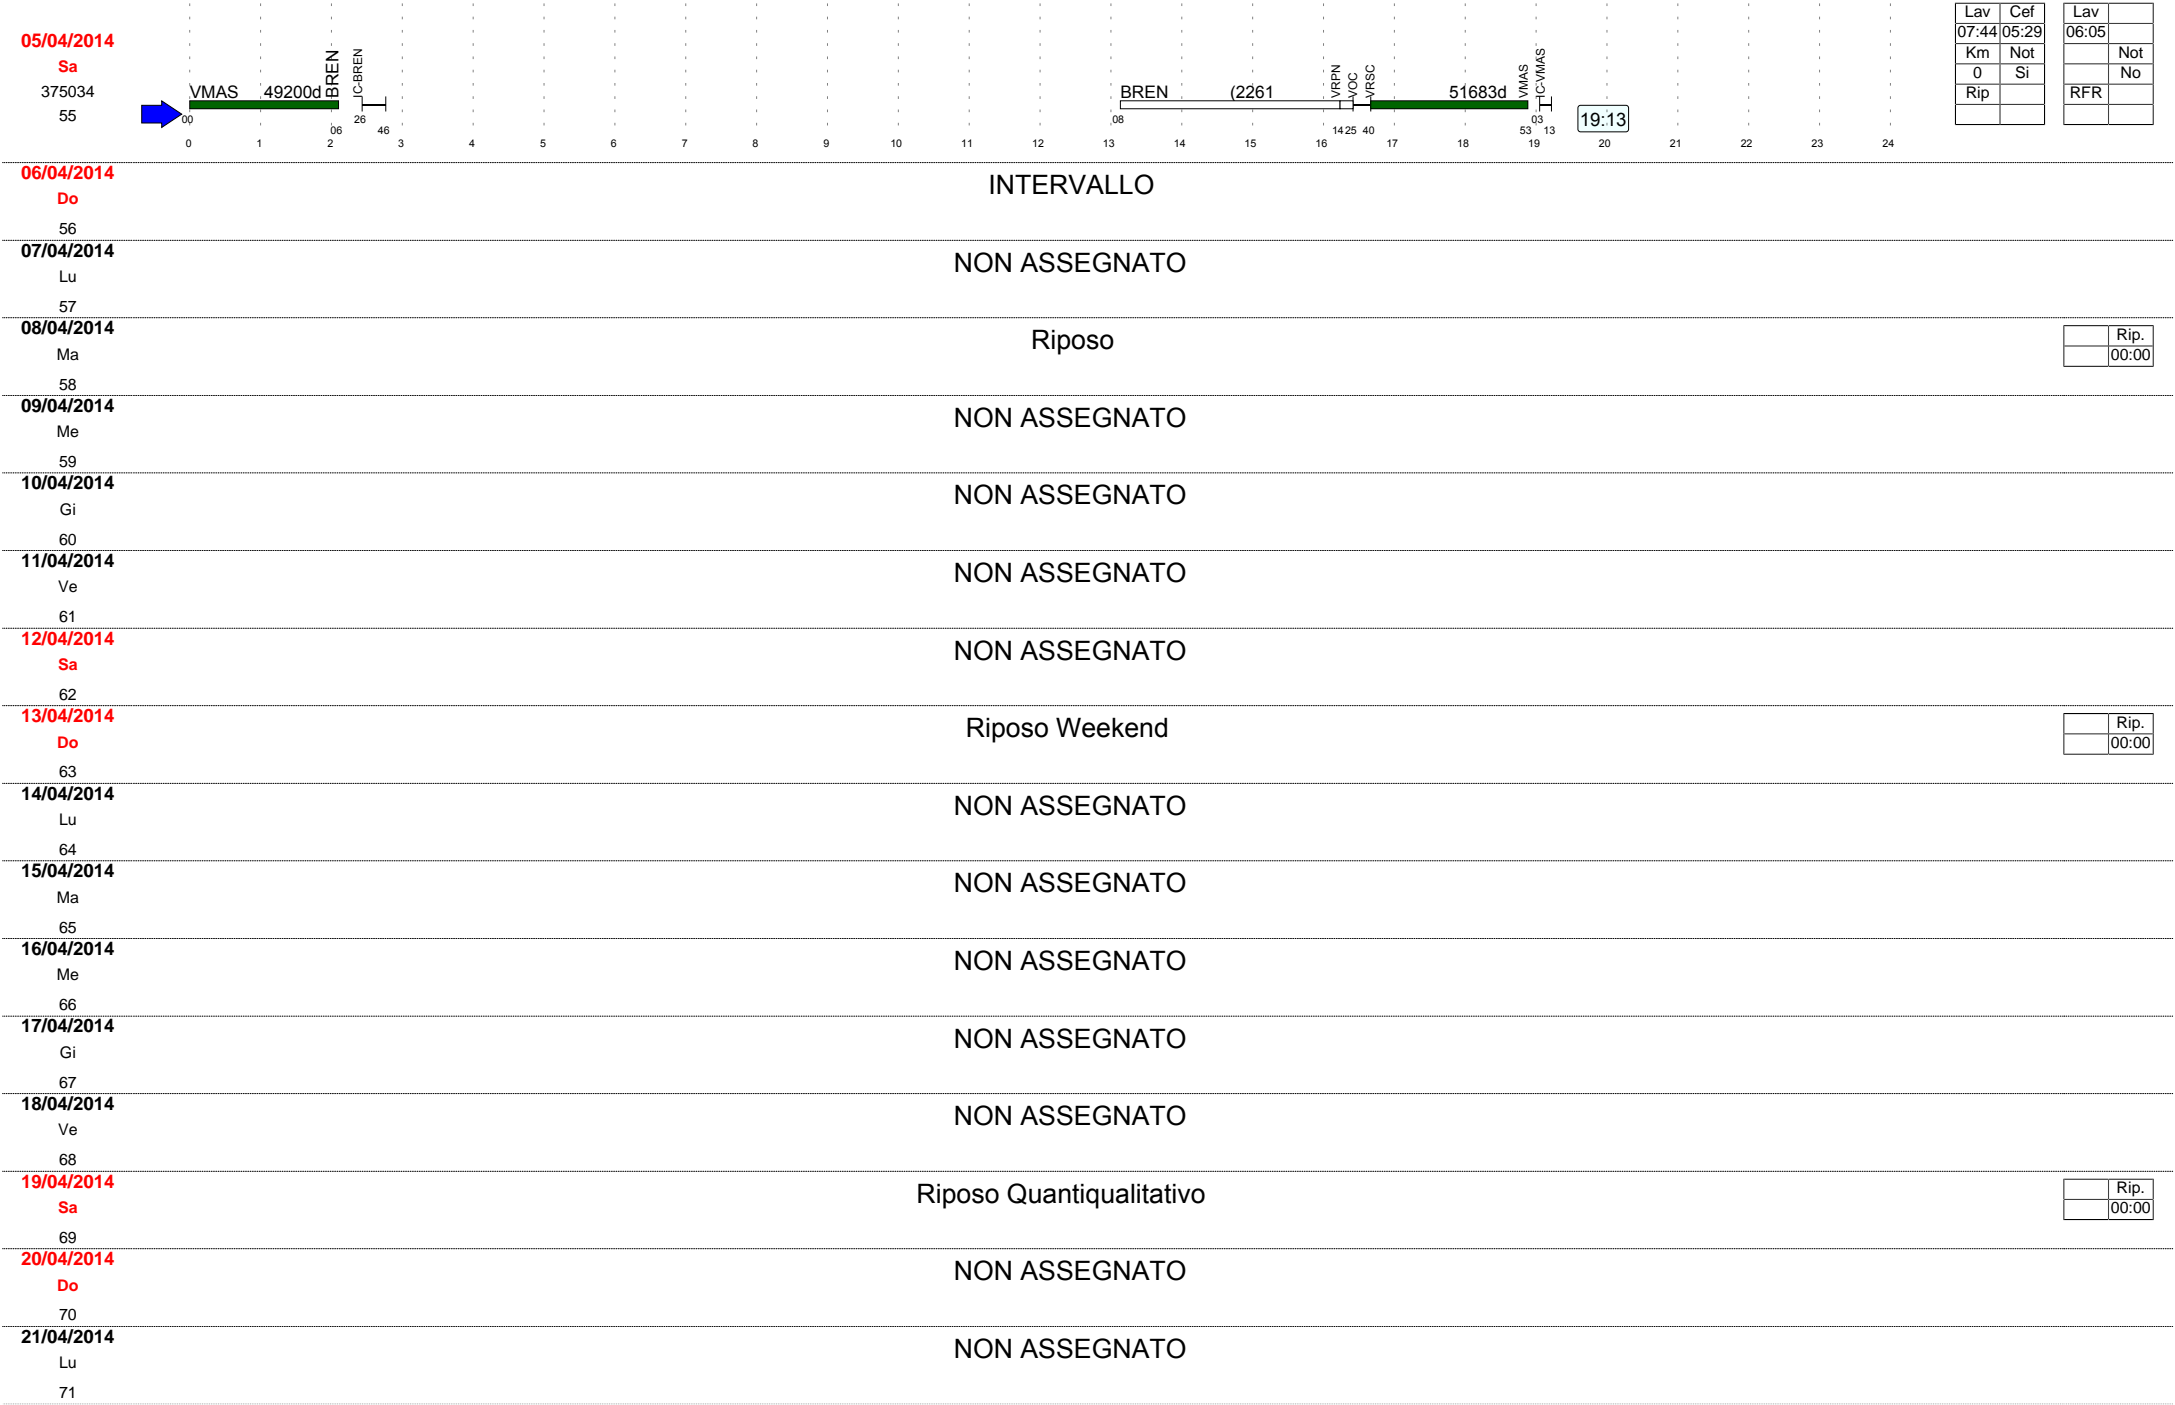 05/04/2014
Sa
375034
55
VMAS 49200d BREN IC-BREN
00 06 26 46
BREN (2261 VRPN VOC VRSC 51683d VMAS IC-VMAS
08 14 25 40 53 03 13
19:13
0 1 2 3 4 5 6 7 8 9 10 11 12 13 14 15 16 17 18 19 20 21 22 23 24
Lav Cef
07:44 05:29
Km Not
0 Si
Rip
Lav
06:05
Not
No
RFR
06/04/2014
Do
56
INTERVALLO
07/04/2014
Lu
57
NON ASSEGNATO
08/04/2014
Ma
58
Riposo
Rip.
00:00
09/04/2014
Me
59
NON ASSEGNATO
10/04/2014
Gi
60
NON ASSEGNATO
11/04/2014
Ve
61
NON ASSEGNATO
12/04/2014
Sa
62
NON ASSEGNATO
13/04/2014
Do
63
Riposo Weekend
Rip.
00:00
14/04/2014
Lu
64
NON ASSEGNATO
15/04/2014
Ma
65
NON ASSEGNATO
16/04/2014
Me
66
NON ASSEGNATO
17/04/2014
Gi
67
NON ASSEGNATO
18/04/2014
Ve
68
NON ASSEGNATO
19/04/2014
Sa
69
Riposo Quantiqualitativo
Rip.
00:00
20/04/2014
Do
70
NON ASSEGNATO
21/04/2014
Lu
71
NON ASSEGNATO